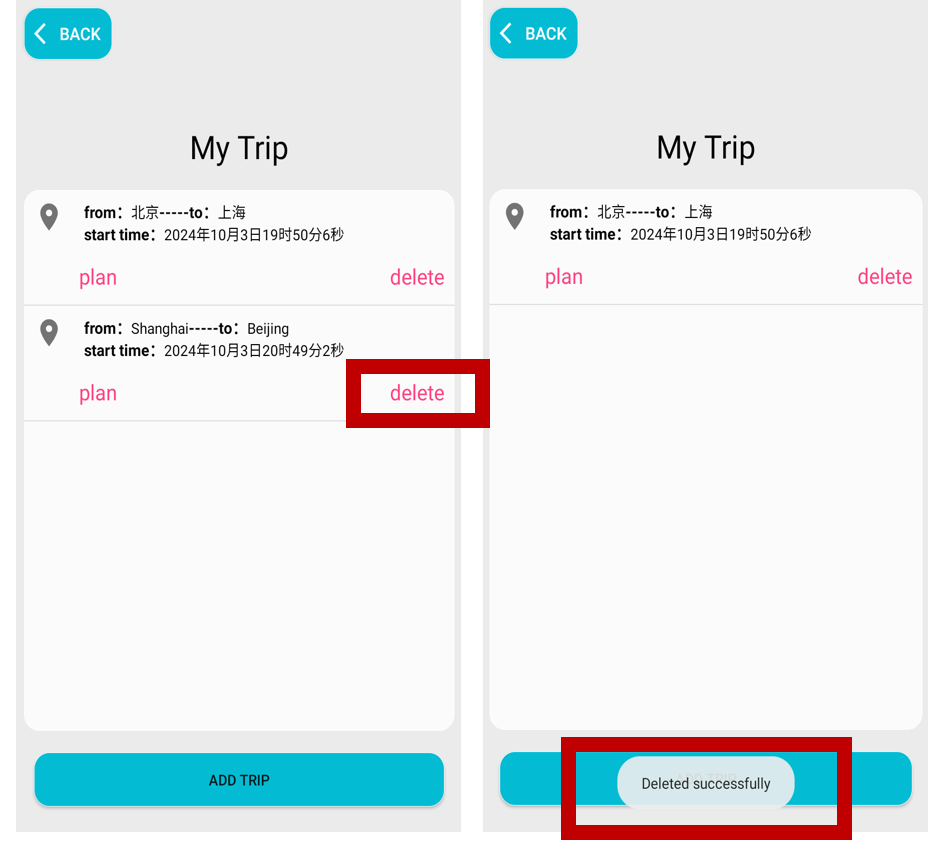 BACK
My Trip
from：北京-----to：上海
start time：2024年10月3日19时50分6秒
plan
delete
from：Shanghai-----to：Beijing
start time：2024年10月3日20时49分2秒
plan
delete
ADD TRIP
BACK
My Trip
from：北京-----to：上海
start time：2024年10月3日19时50分6秒
plan
delete
Deleted successfully